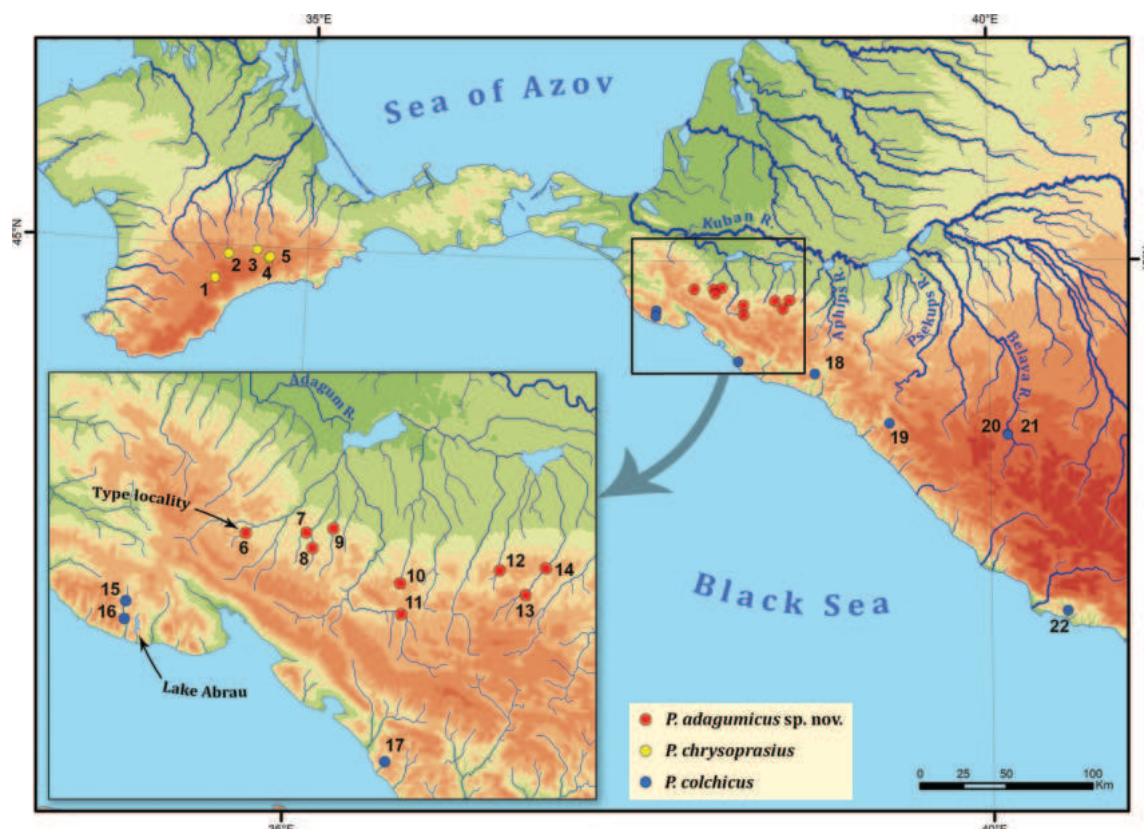 35°E
40°E
Sea of Azov
45°N
Kuban R.
1
2
3
4
5
Aphips R.
Psekups R.
Belaya R.
18
19
20
21
22
Black Sea
Adagum R.
Type locality
6
7
8
9
10
11
12
13
14
15
16
Lake Abrau
17
P. adagumicus sp. nov.
P. chrysoprasius
P. colchicus
0 25 50 100
Km